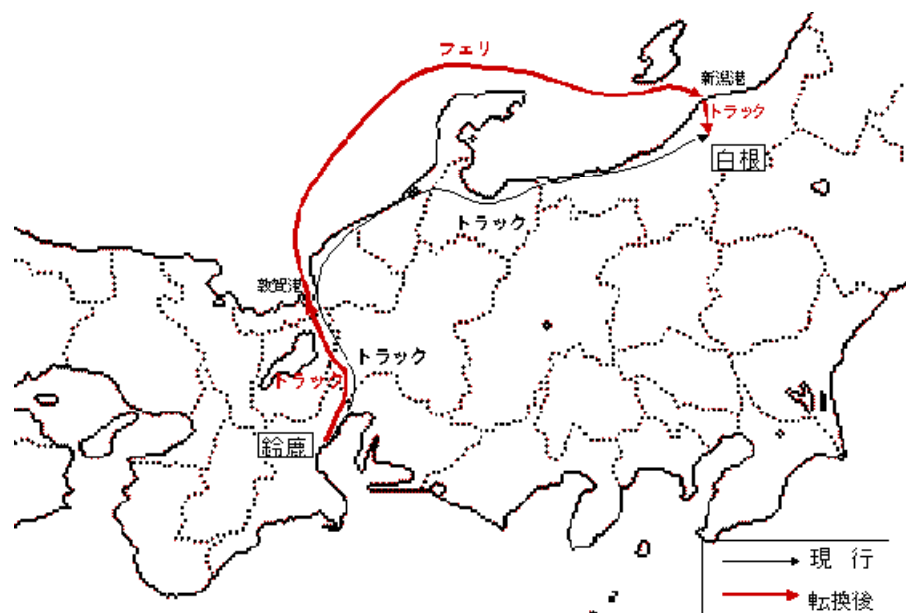 フェリ
新潟港
トラック
白根
トラック
敦賀港
トラック
トラック
鈴鹿
現 行
転換後